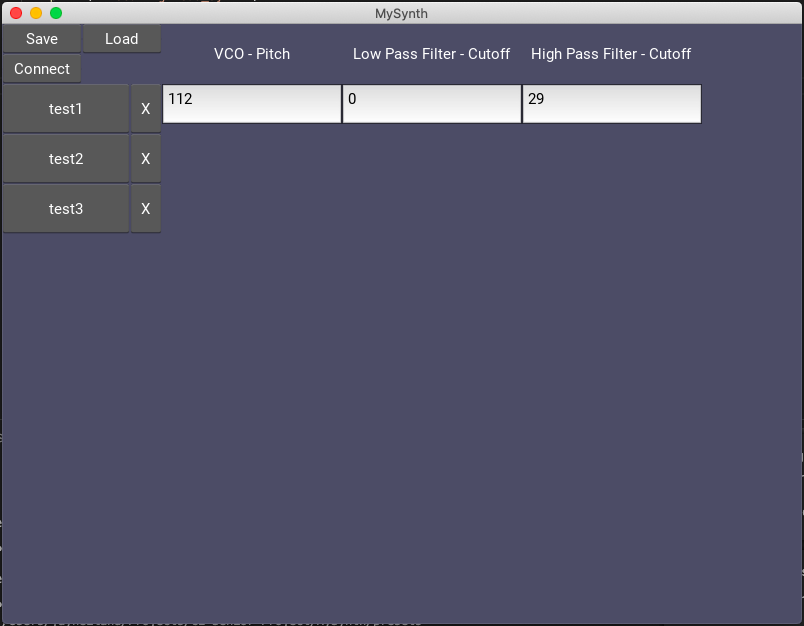 MySynth
Save Load
VCO - Pitch Low Pass Filter - Cutoff High Pass Filter - Cutoff
Connect
test1 X 112 0 29
test2 X
test3 X